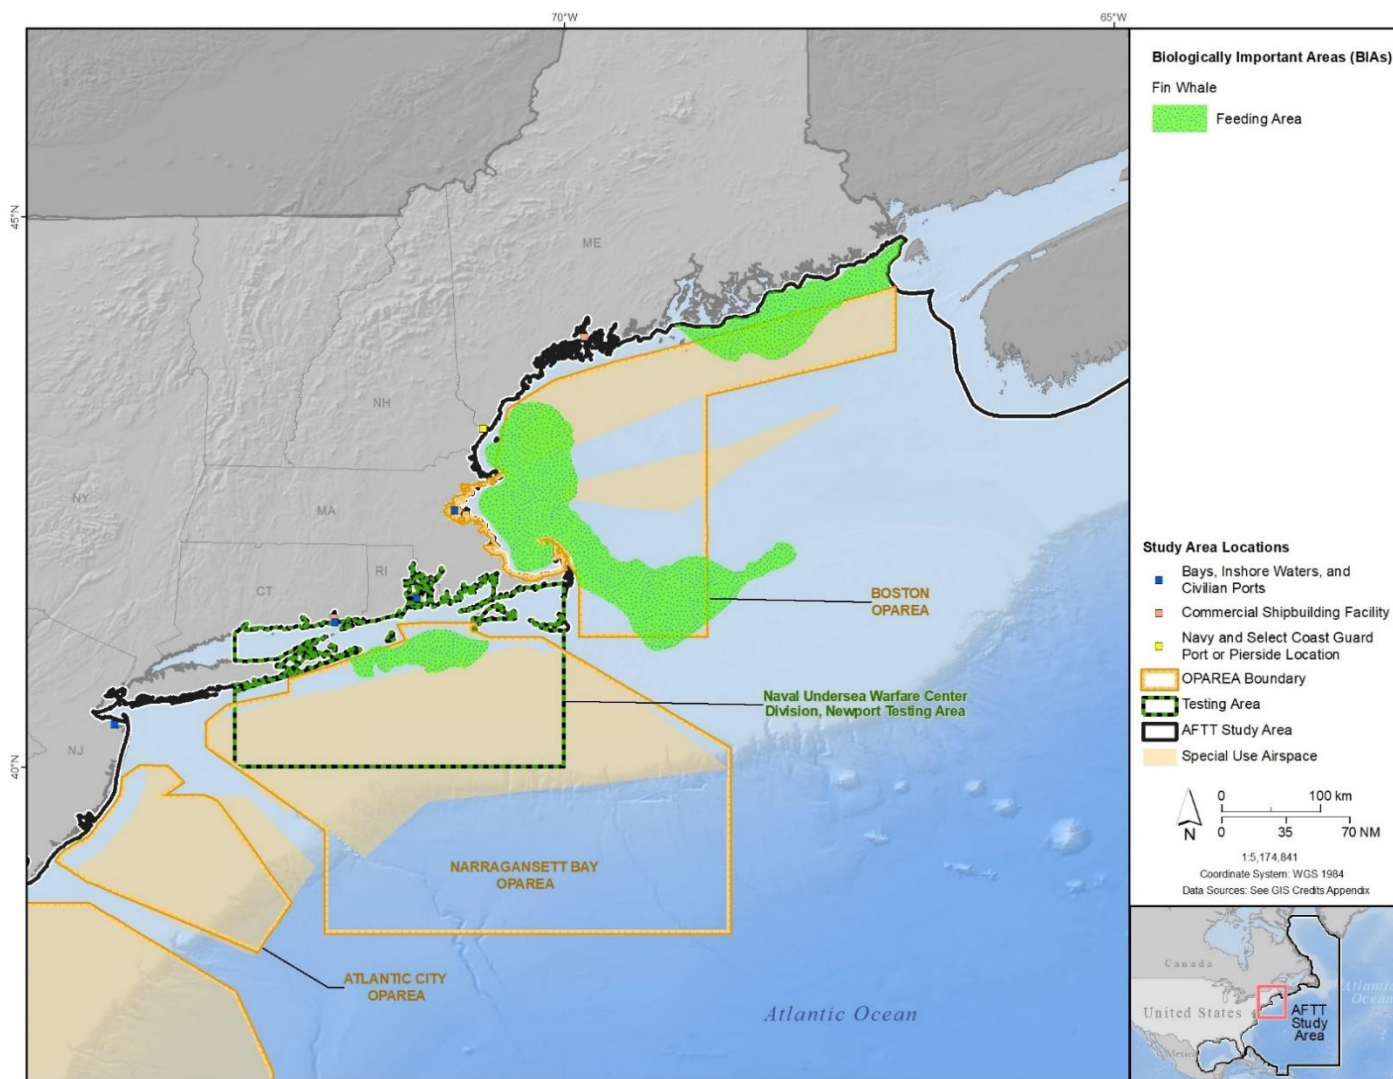 70°W
65°W
45°N
40°N
ME
NH
NY
MA
CT
RI
NJ
BOSTON
OPAREA
Naval Undersea Warfare Center
Division, Newport Testing Area
NARRAGANSETT BAY
OPAREA
ATLANTIC CITY
OPAREA
Atlantic Ocean
Biologically Important Areas (BIAs)
Fin Whale
Feeding Area
Study Area Locations
Bays, Inshore Waters, and
Civilian Ports
Commercial Shipbuilding Facility
Navy and Select Coast Guard
Port or Pierside Location
OPAREA Boundary
Testing Area
AFTT Study Area
Special Use Airspace
N
0 100 km
0 35 70 NM
1:5,174,841
Coordinate System: WGS 1984
Data Sources: See GIS Credits Appendix
Canada
United States
Mexico
Atlantic
Ocean
AFTT
Study
Area